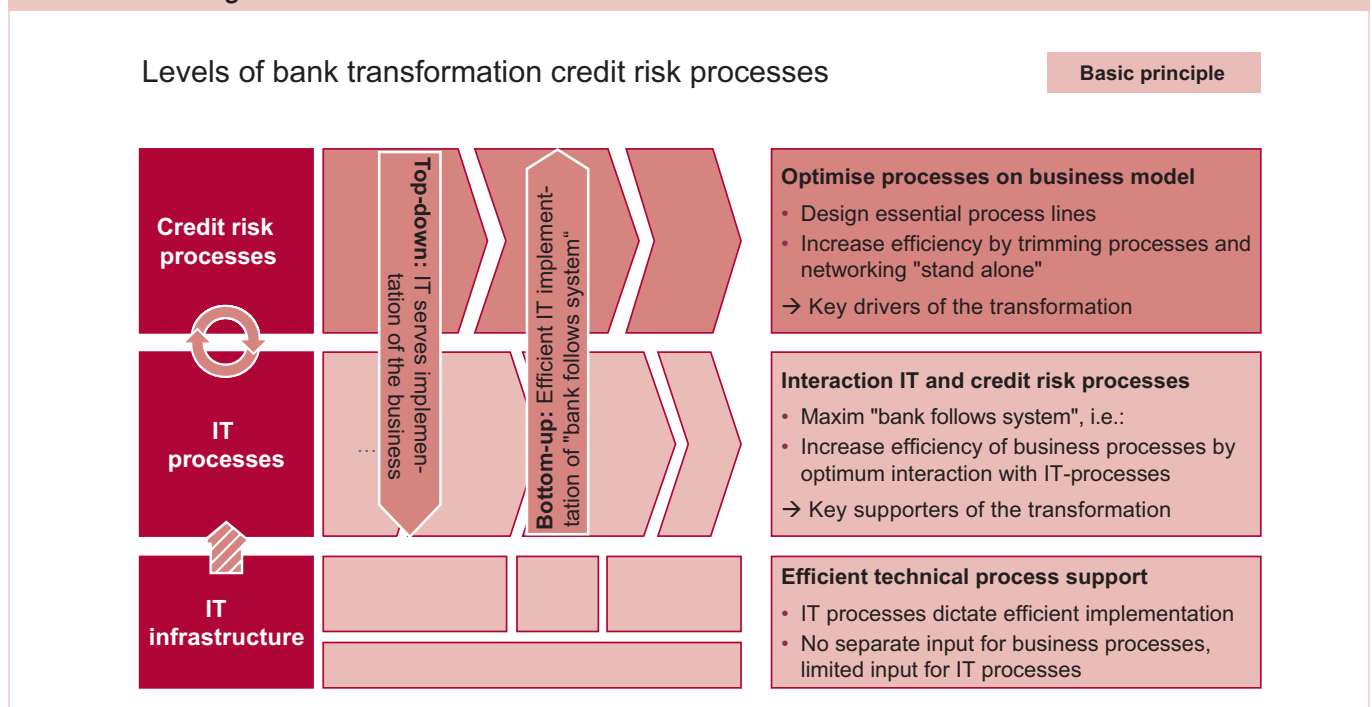 Levels of bank transformation credit risk processes
Basic principle
Credit risk
processes
Top-down: IT serves implemen-
tation of the business
Bottom-up: Efficient IT implement-
tation of "bank follows system“
Optimise processes on business model
• Design essential process lines
• Increase efficiency by trimming processes and
networking "stand alone"
→ Key drivers of the transformation
IT
processes
...
Interaction IT and credit risk processes
• Maxim "bank follows system", i.e.:
• Increase efficiency of business processes by
optimum interaction with IT-processes
→ Key supporters of the transformation
IT
infrastructure
Efficient technical process support
• IT processes dictate efficient implementation
• No separate input for business processes,
limited input for IT processes